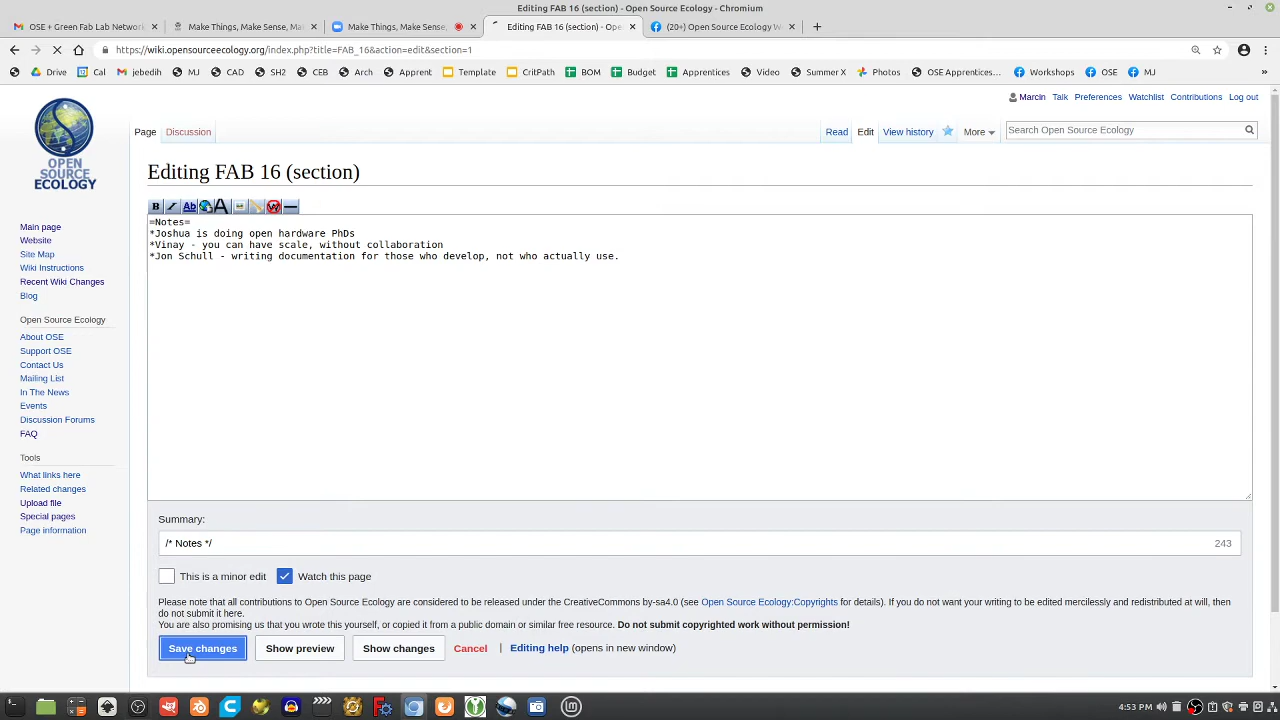 Editing FAB 16 (section) - Open Source Ecology - Chromium
OSE + Green Fab Lab Network
Make Things, Make Sense, Ma
Make Things, Make Sense,
Editing FAB 16 (section) - Open
(20+) Open Source Ecology W
https://wiki.opensourceecology.org/index.php?title=FAB_16&action=edit&section=1
Drive Cal jebedttl MJ CAD SH2 CEB Arch Apprent Template CritPath BOM Budget Apprentices Video Summer X Photos OSE Apprentices... Workshops OSE MJ »
Marcin Talk Preferences Watchlist Contributions Log out
Page Discussion Read Edit View history More Search Open Source Ecology
OPEN
SOURCE
ECOLOGY
Editing FAB 16 (section)
B I Ab A W
=Notes=
*Joshua is doing open hardware PhDs
*Vinay - you can have scale, without collaboration
*Jon Schull - writing documentation for those who develop, not who actually use.
Main page
Website
Site Map
Wiki Instructions
Recent Wiki Changes
Blog
Open Source Ecology
About OSE
Support OSE
Contact Us
Mailing List
In The News
Events
Discussion Forums
FAQ
Tools
What links here
Related changes
Upload file
Special pages
Page information
Summary:
/* Notes */ 243
This is a minor edit Watch this page
Please note that all contributions to Open Source Ecology are considered to be released under the CreativeCommons by-sa4.0 (see Open Source Ecology:Copyrights for details). If you do not want your writing to be edited mercilessly and redistributed at will, then
do not submit it here.
You are also promising us that you wrote this yourself, or copied it from a public domain or similar free resource. Do not submit copyrighted work without permission!
Save changes Show preview Show changes Cancel | Editing help (opens in new window)
4:53 PM